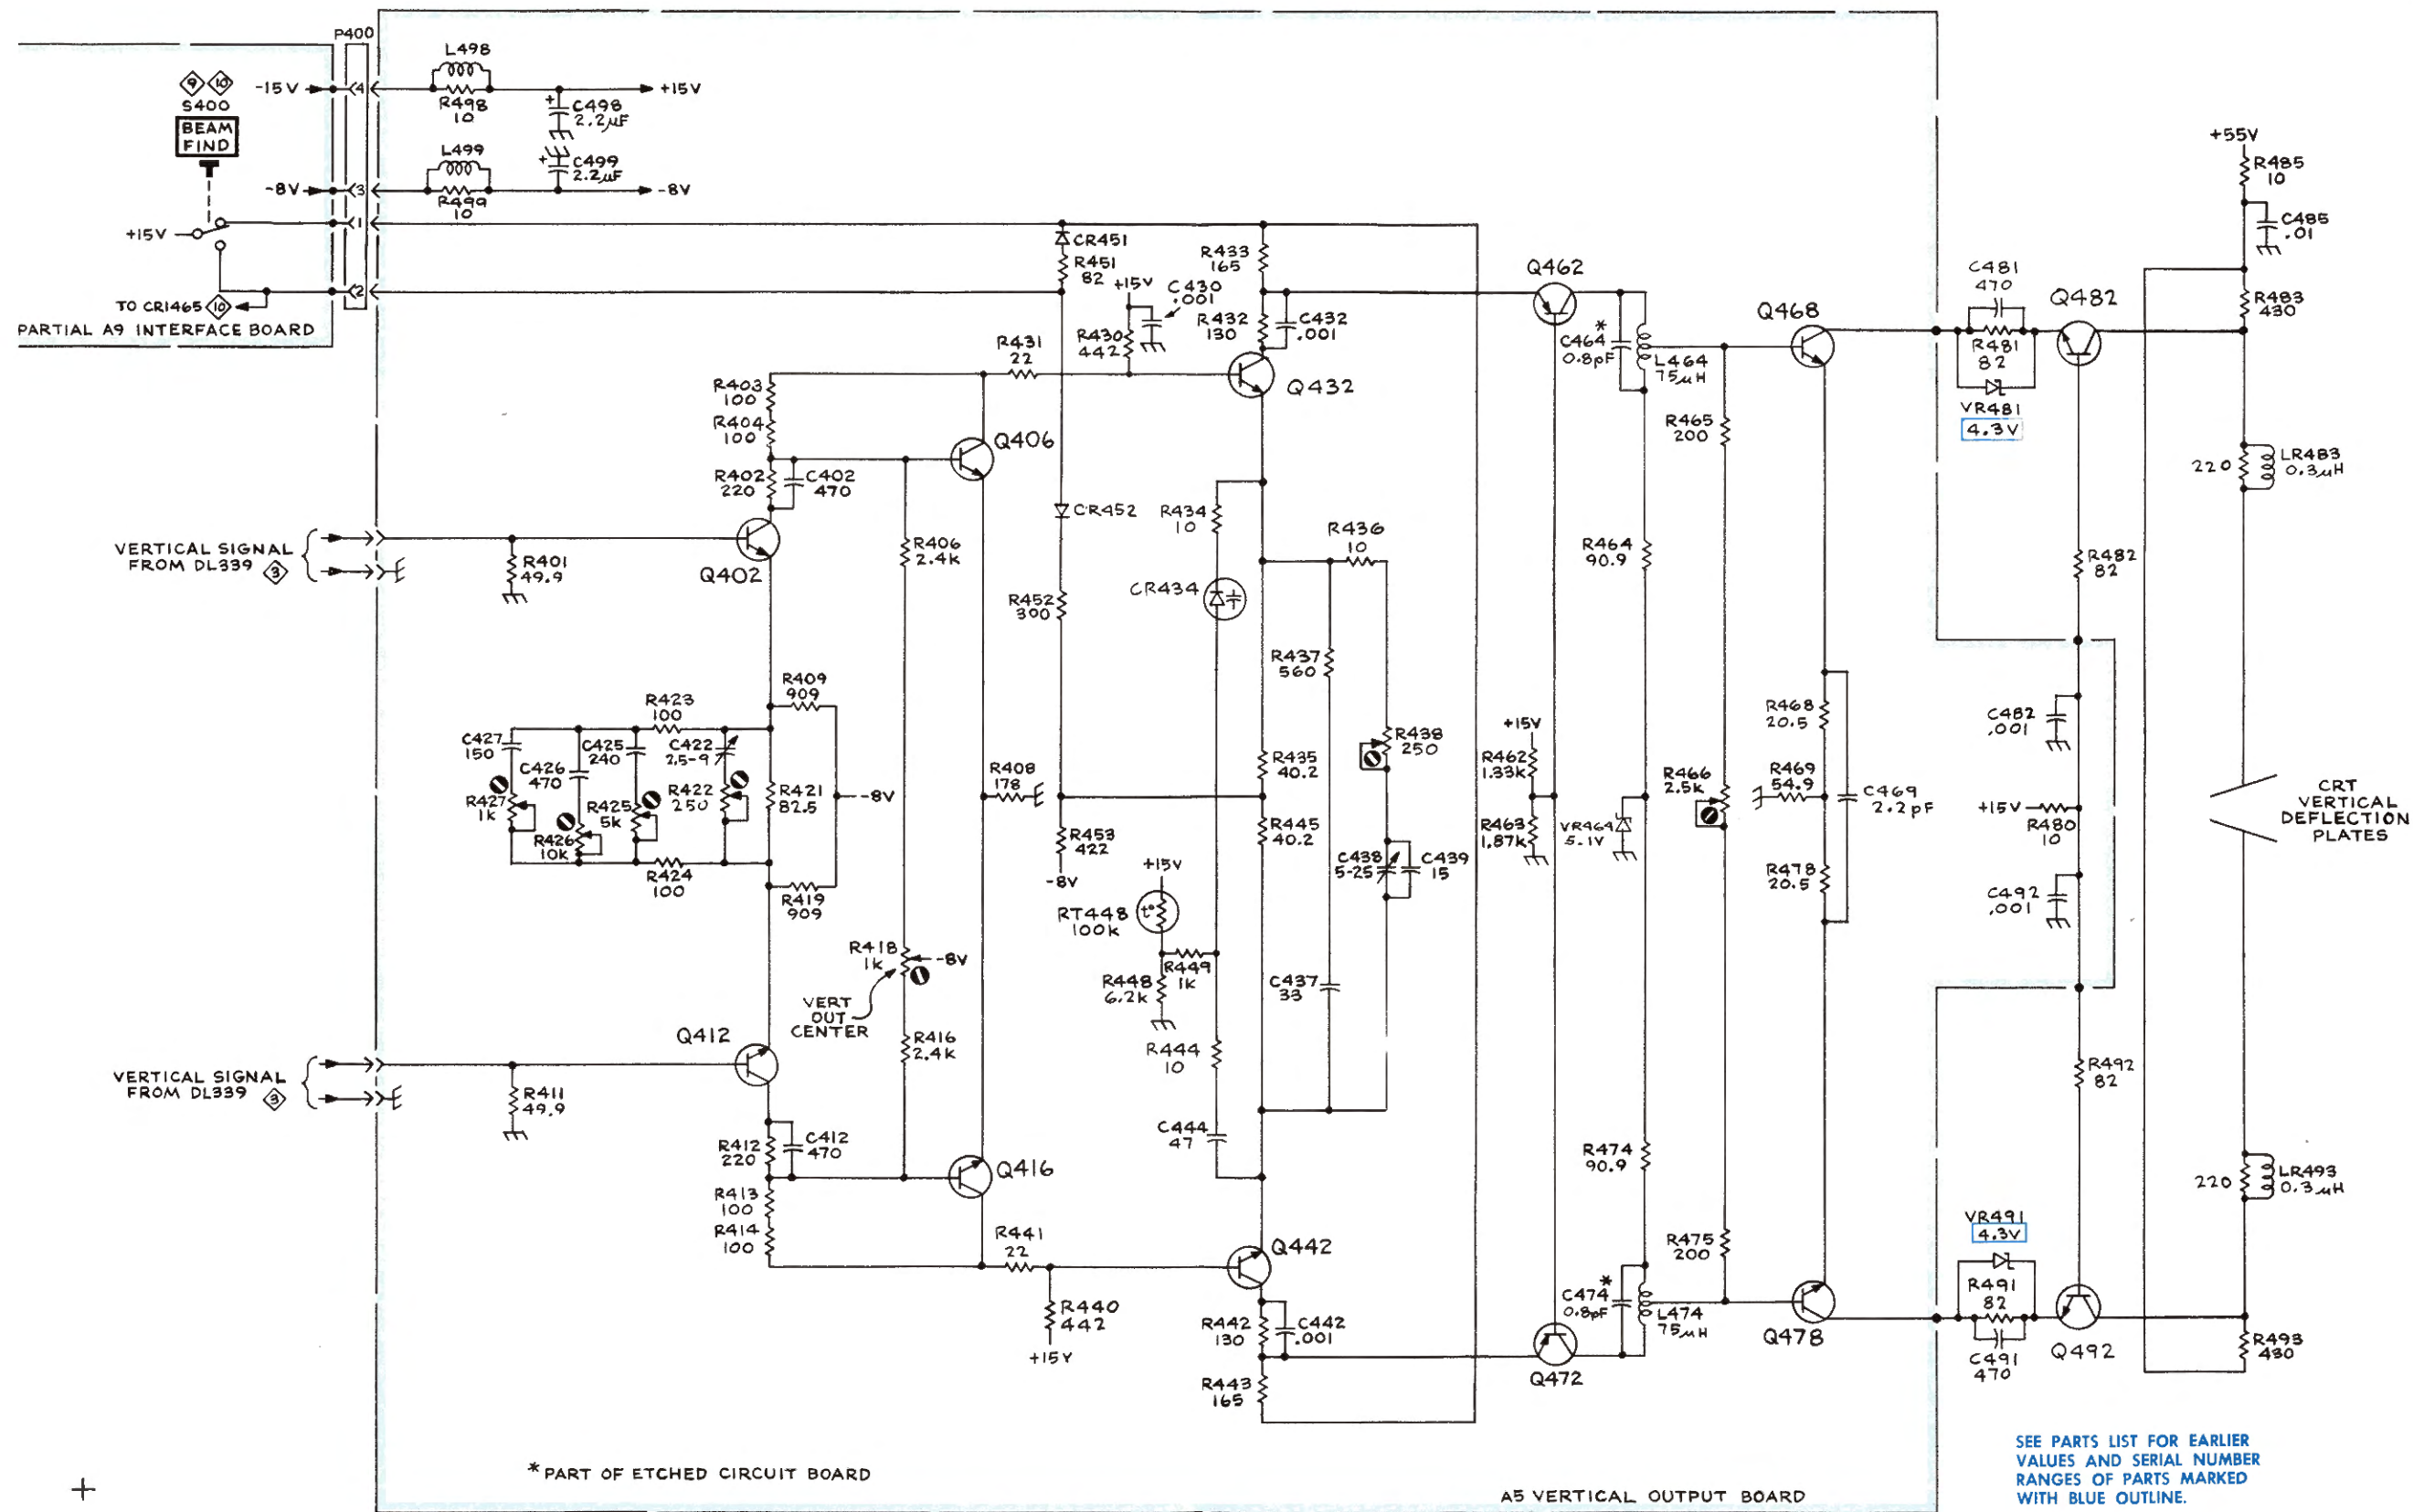 P400
-15V
4
L498
R498
10
+15V
C498
2.2µF
9
10
S400
BEAM
FIND
L499
C499
2.2µF
-8V
3
R499
10
-8V
+15V
1
2
TO CR1465 10
PARTIAL A9 INTERFACE BOARD
CR451
R451
82
+15V
C430
.001
R430
442
R431
22
R433
165
R432
130
C432
.001
Q432
R403
100
R404
100
R402
220
C402
470
Q406
Q402
VERTICAL SIGNAL
FROM DL339 3
R401
49.9
R406
2.4K
CR452
R452
300
R434
10
CR434
R436
10
R437
560
R438
250
R409
909
R423
100
C427
150
C426
470
C425
240
C422
2.5-9
R427
1K
R426
10K
R425
5K
R422
250
R421
82.5
-8V
R424
100
R419
909
R408
178
R453
422
-8V
R435
40.2
R445
40.2
C438
5-25
C439
15
+15V
RT448
100K
t°
R449
1K
R448
6.2K
R418
1K
-8V
VERT
OUT
CENTER
R416
2.4K
C437
33
R444
10
C444
47
Q412
VERTICAL SIGNAL
FROM DL339 3
R411
49.9
R412
220
C412
470
Q416
R413
100
R414
100
R441
22
R440
442
+15V
Q442
R442
130
C442
.001
R443
165
Q462
*
C464
0.8pF
L464
75µH
R465
200
R464
90.9
+15V
R462
1.33K
R463
1.87K
VR464
5.1V
R466
2.5K
R474
90.9
R475
200
*
C474
0.8pF
L474
75µH
Q472
Q468
R468
20.5
R469
54.9
C469
2.2pF
R478
20.5
Q478
C481
470
R481
82
VR481
4.3V
Q482
R482
82
C482
.001
+15V
R480
10
C492
.001
R492
82
VR491
4.3V
R491
82
C491
470
Q492
+55V
R485
10
C485
.01
R483
430
220
LR483
0.3µH
CRT
VERTICAL
DEFLECTION
PLATES
220
LR493
0.3µH
R493
430
*PART OF ETCHED CIRCUIT BOARD
A5 VERTICAL OUTPUT BOARD
SEE PARTS LIST FOR EARLIER
VALUES AND SERIAL NUMBER
RANGES OF PARTS MARKED
WITH BLUE OUTLINE.